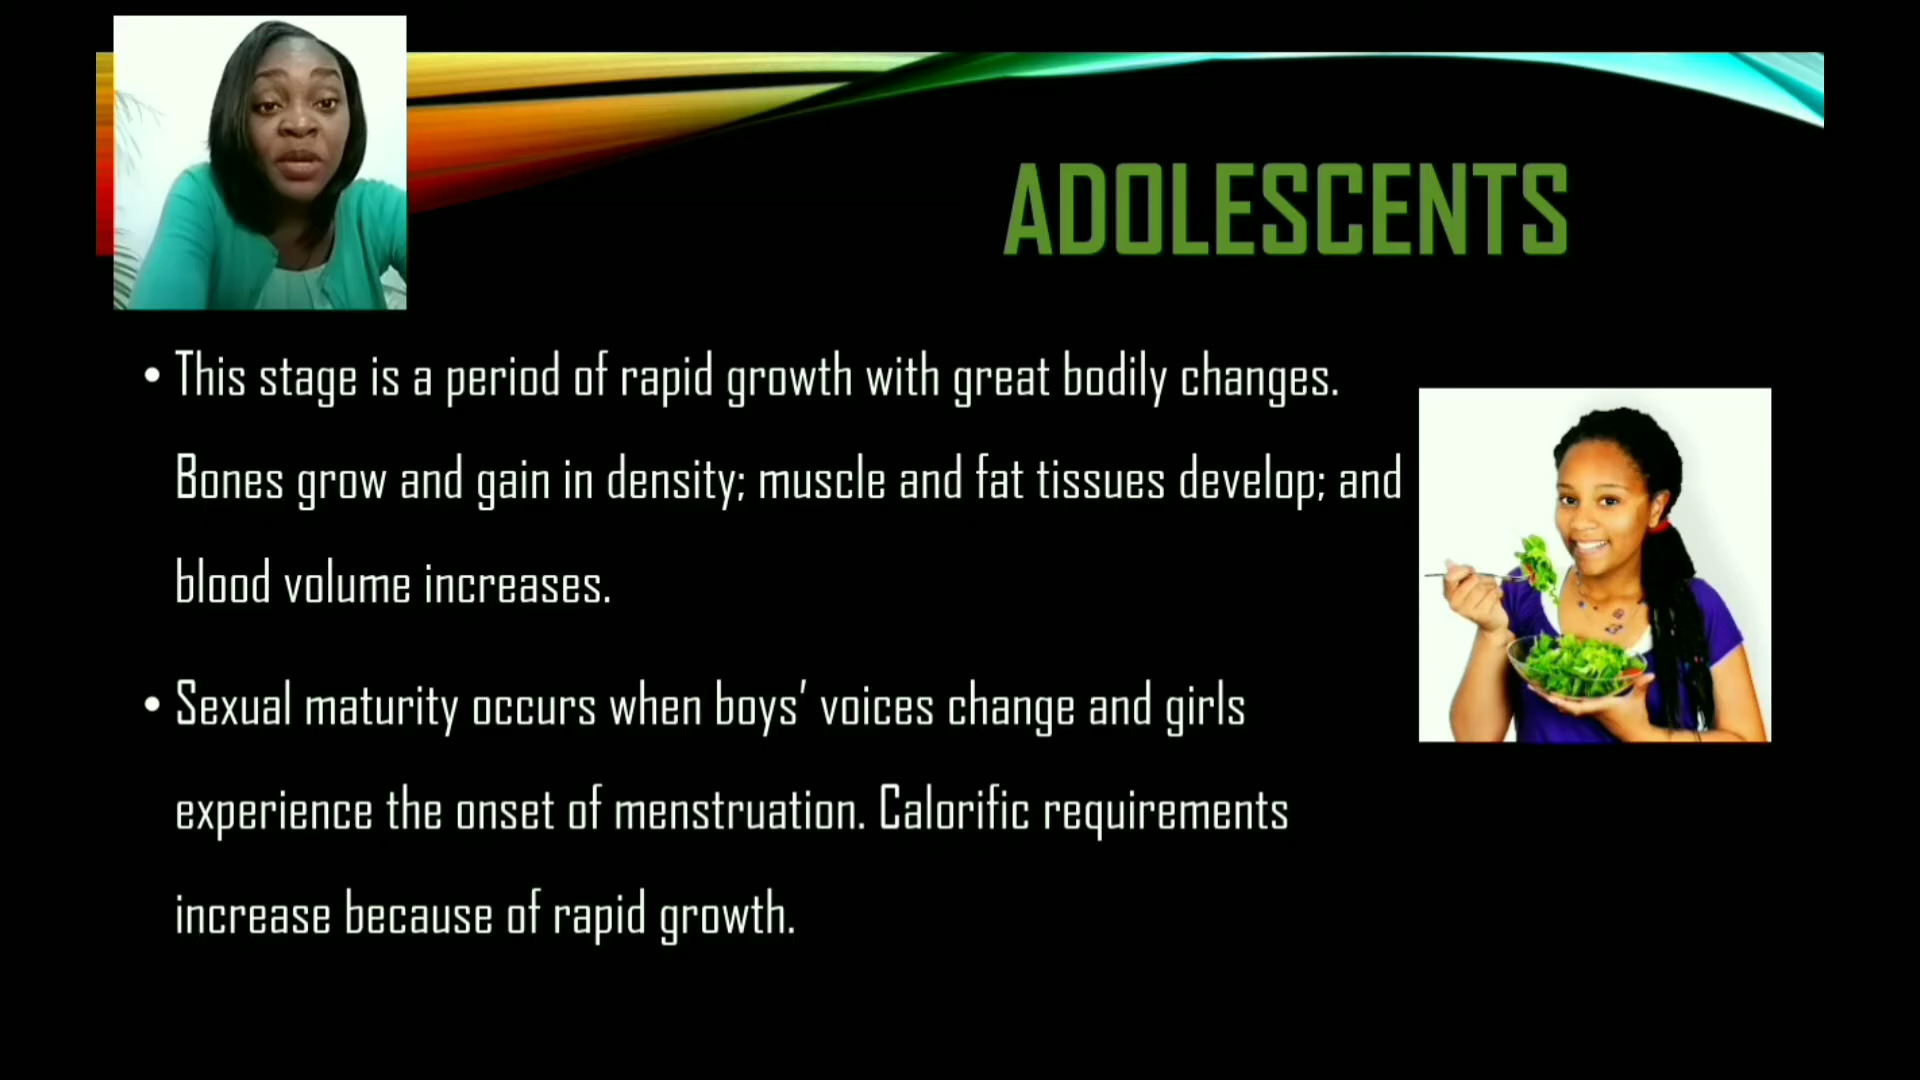 ADOLESCENTS
• This stage is a period of rapid growth with great bodily changes.
Bones grow and gain in density; muscle and fat tissues develop; and
blood volume increases.
• Sexual maturity occurs when boys’ voices change and girls
experience the onset of menstruation. Calorific requirements
increase because of rapid growth.